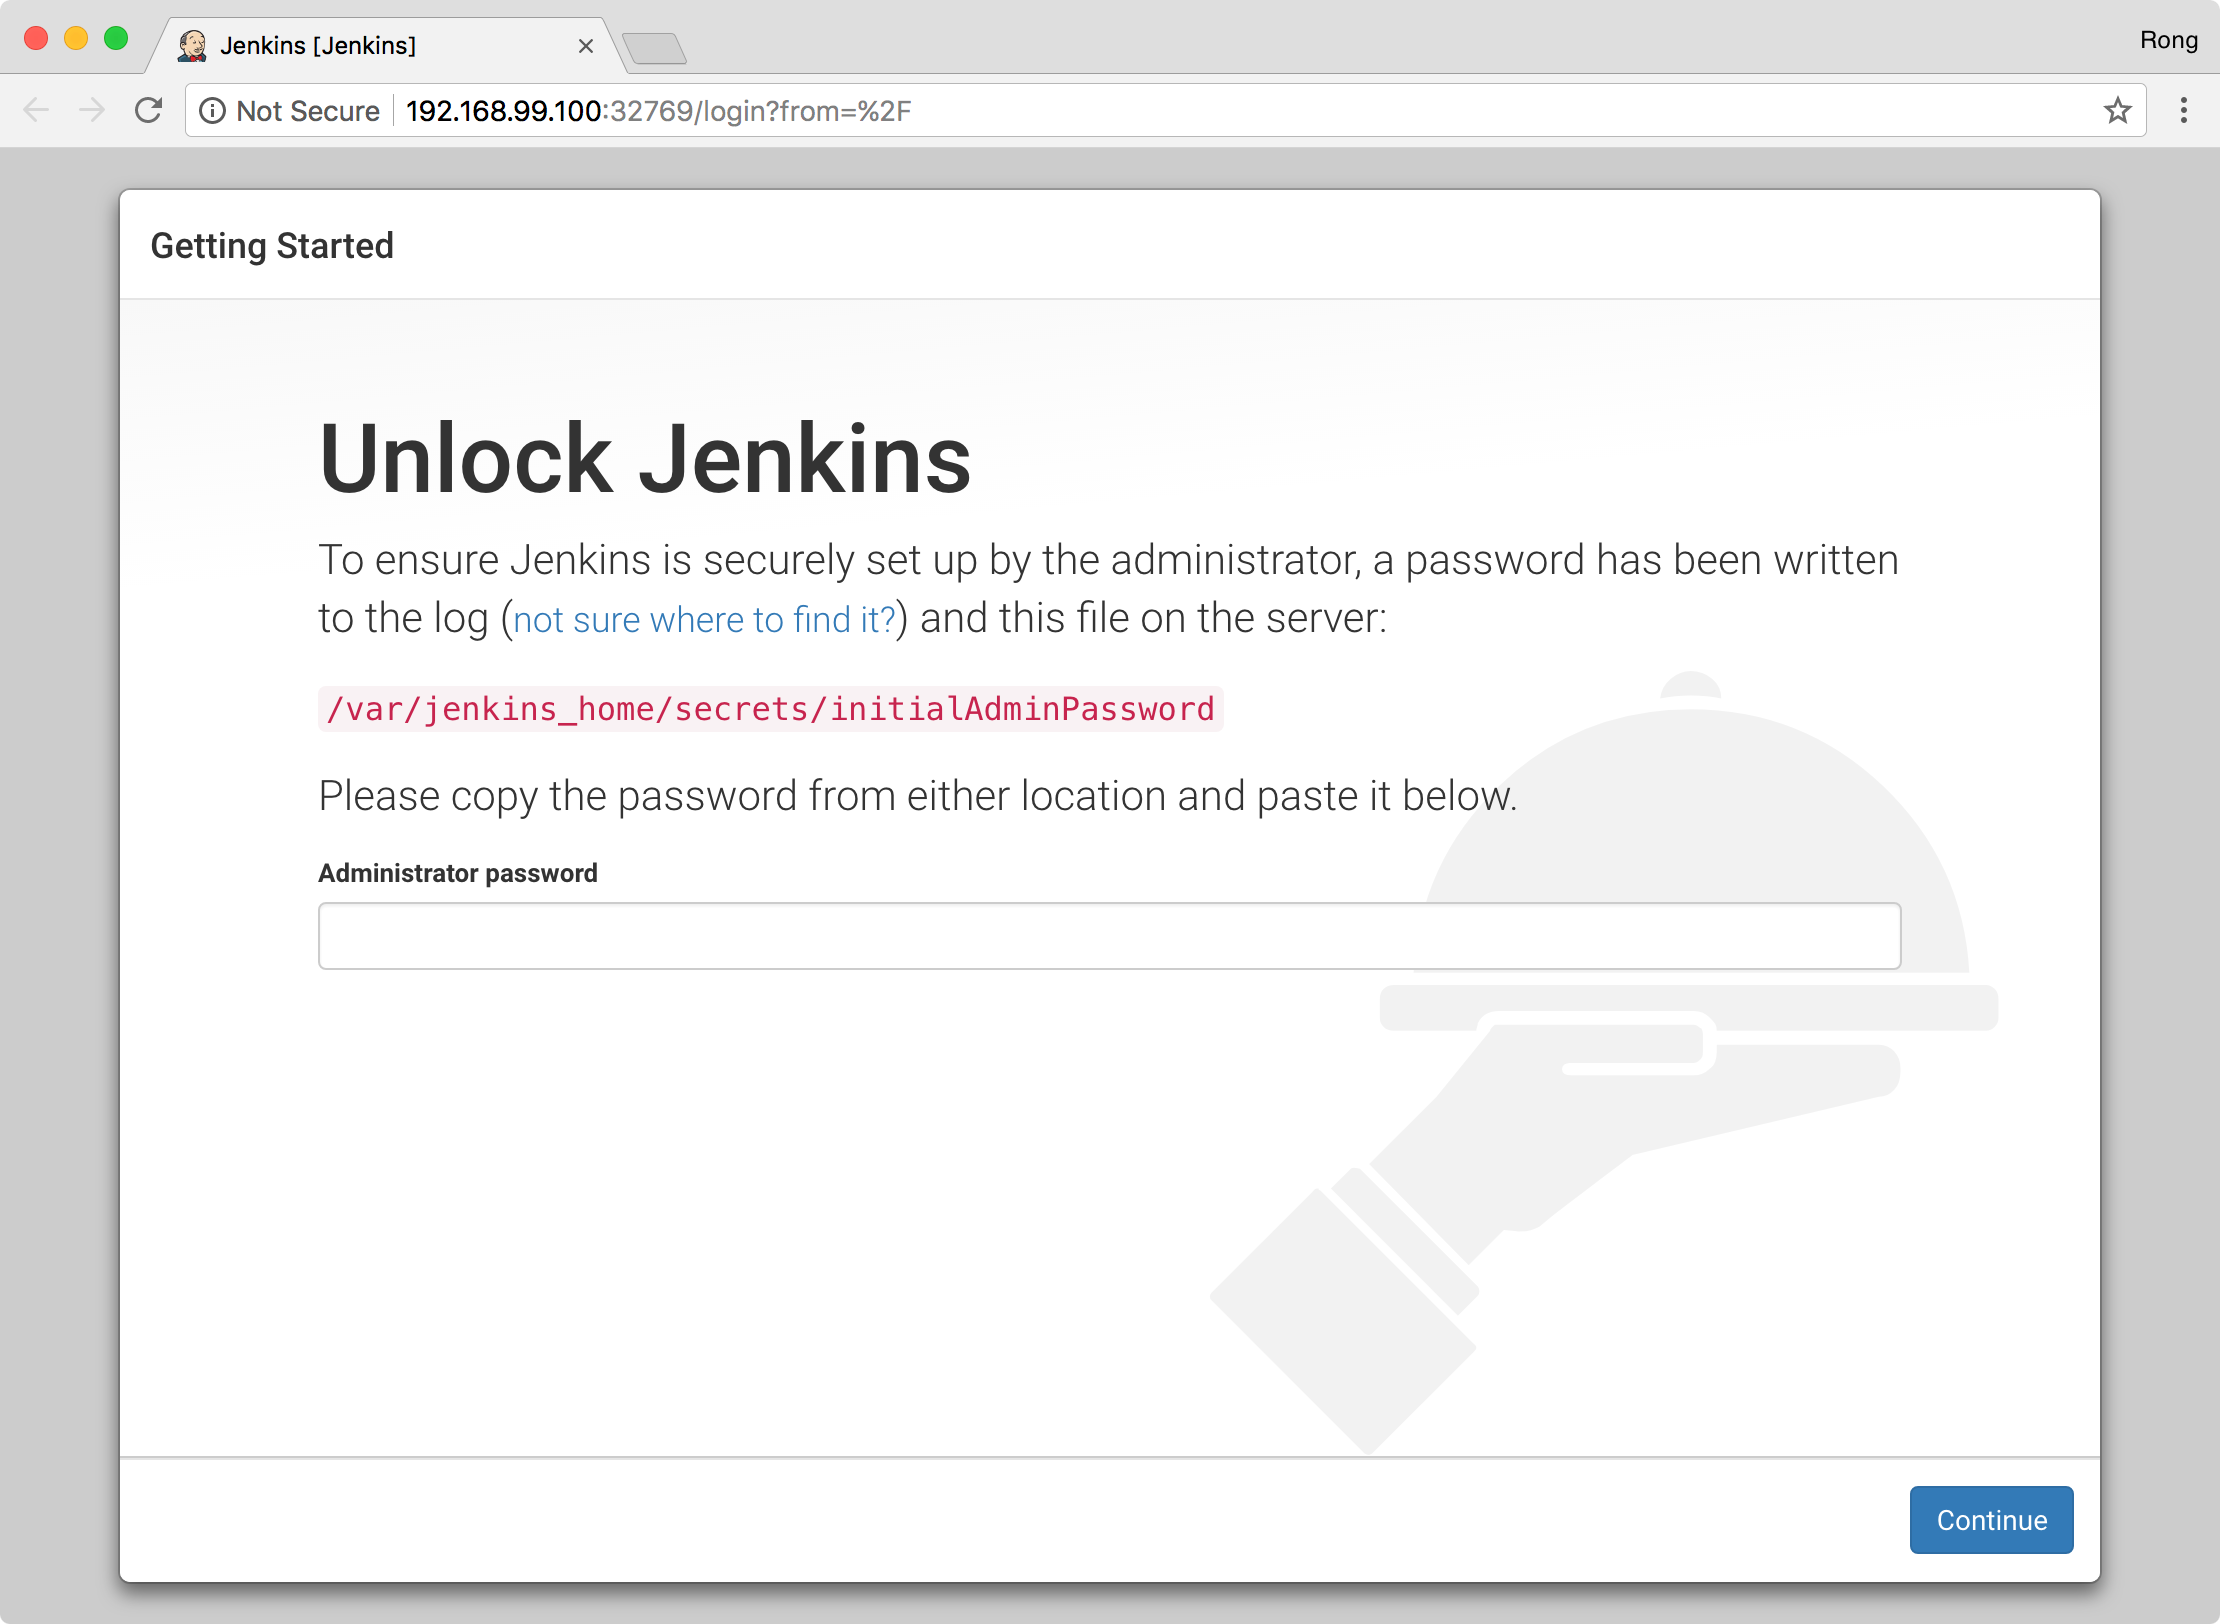 Jenkins [Jenkins]
Rong
Not Secure 192.168.99.100:32769/login?from=%2F
Getting Started
Unlock Jenkins
To ensure Jenkins is securely set up by the administrator, a password has been written
to the log (not sure where to find it?) and this file on the server:
/var/jenkins_home/secrets/initialAdminPassword
Please copy the password from either location and paste it below.
Administrator password
Continue